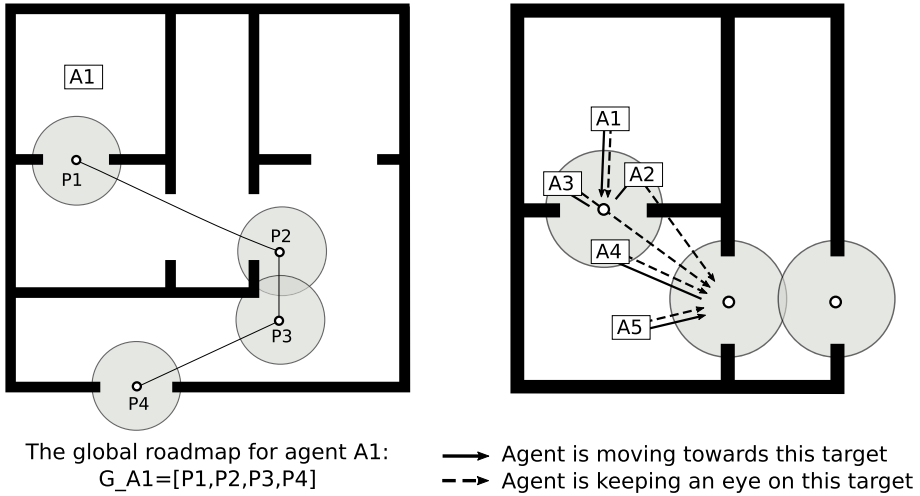 A1
P1
P2
P3
P4
The global roadmap for agent A1:
G_A1=[P1,P2,P3,P4]
A1
A2
A3
A4
A5
Agent is moving towards this target
Agent is keeping an eye on this target